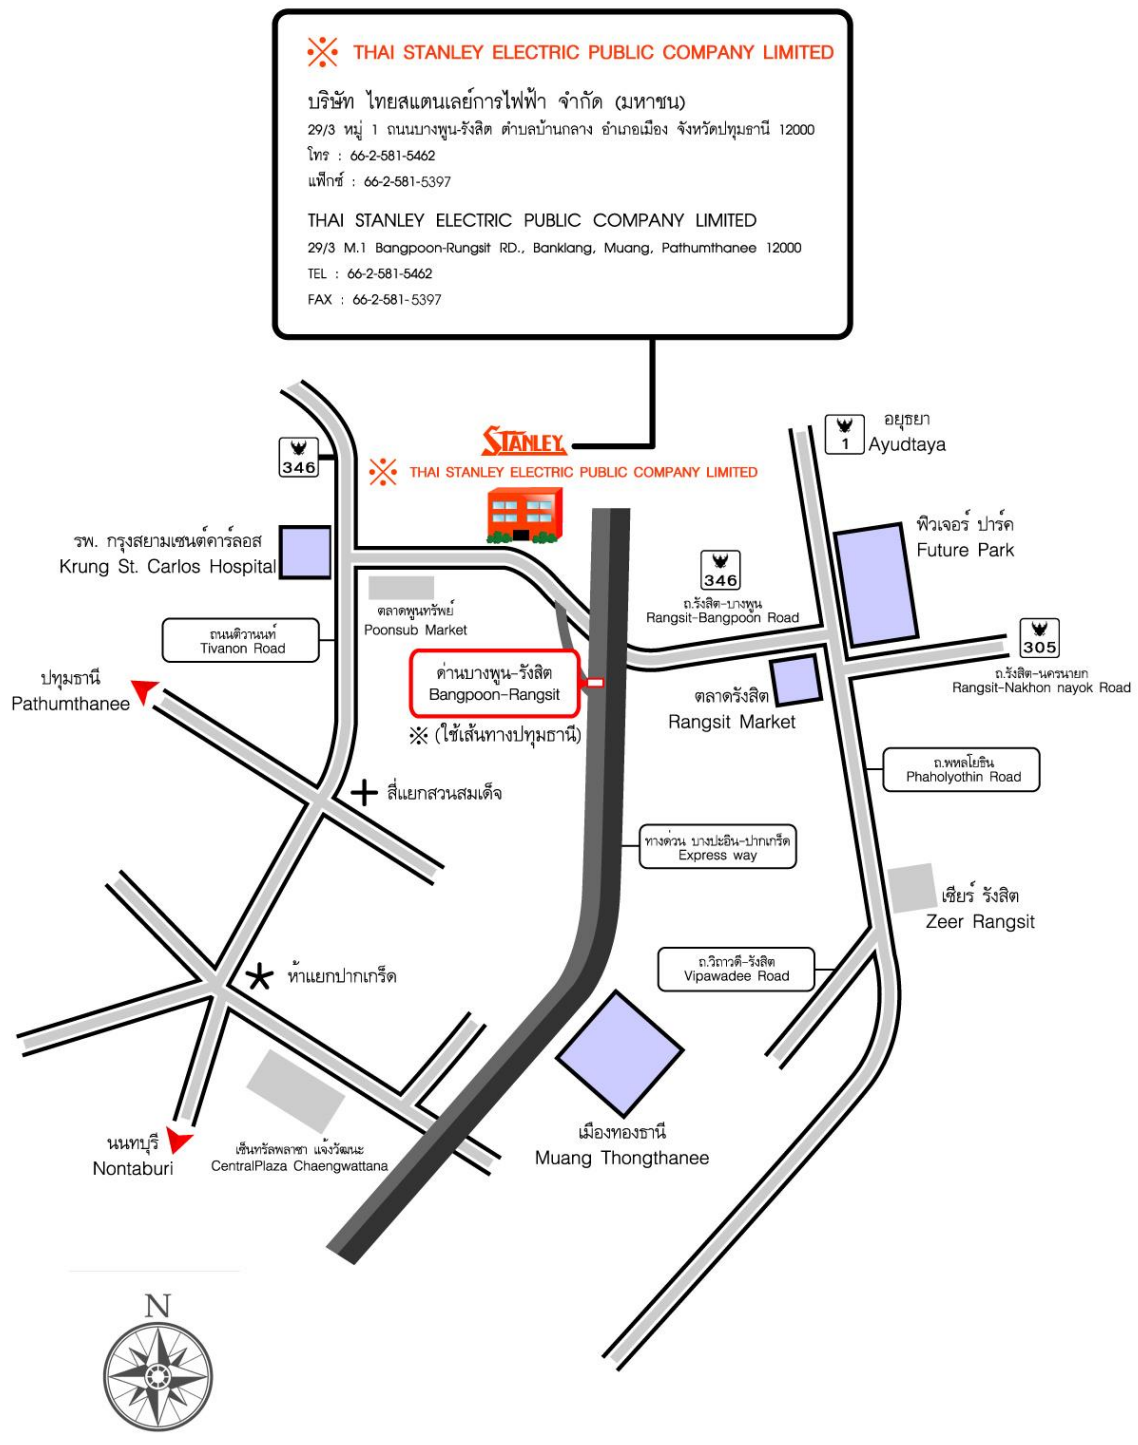 ※ THAI STANLEY ELECTRIC PUBLIC COMPANY LIMITED
บริษัท ไทยสแตนเลย์การไฟฟ้า จำกัด (มหาชน)
29/3 หมู่ 1 ถนนบางพูน-รังสิต ตำบลบ้านกลาง อำเภอเมือง จังหวัดปทุมธานี 12000
โทร : 66-2-581-5462
แฟ็กซ์ : 66-2-581-5397
THAI STANLEY ELECTRIC PUBLIC COMPANY LIMITED
29/3 M.1 Bangpoon-Rungsit RD., Banklang, Muang, Pathumthanee 12000
TEL : 66-2-581-5462
FAX : 66-2-581-5397
STANLEY
※ THAI STANLEY ELECTRIC PUBLIC COMPANY LIMITED
346
1
อยุธยา
Ayudtaya
รพ. กรุงสยามเซนต์คาร์ลอส
Krung St. Carlos Hospital
ฟิวเจอร์ ปาร์ค
Future Park
346
ถ.รังสิต-บางพูน
Rangsit-Bangpoon Road
ตลาดพูนทรัพย์
Poonsub Market
ถนนติวานนท์
Tivanon Road
305
ถ.รังสิต-นครนายก
Rangsit-Nakhon nayok Road
ปทุมธานี
Pathumthanee
ด่านบางพูน-รังสิต
Bangpoon-Rangsit
※ (ใช้เส้นทางปทุมธานี)
ตลาดรังสิต
Rangsit Market
ถ.พหลโยธิน
Phaholyothin Road
สี่แยกสวนสมเด็จ
ทางด่วน บางปะอิน-ปากเกร็ด
Express way
เซียร์ รังสิต
Zeer Rangsit
ถ.วิถาวดี-รังสิต
Vipawadee Road
ห้าแยกปากเกร็ด
เมืองทองธานี
Muang Thongthanee
นนทบุรี
Nontaburi
เซ็นทรัลพลาซา แจ้งวัฒนะ
CentralPlaza Chaengwattana
N